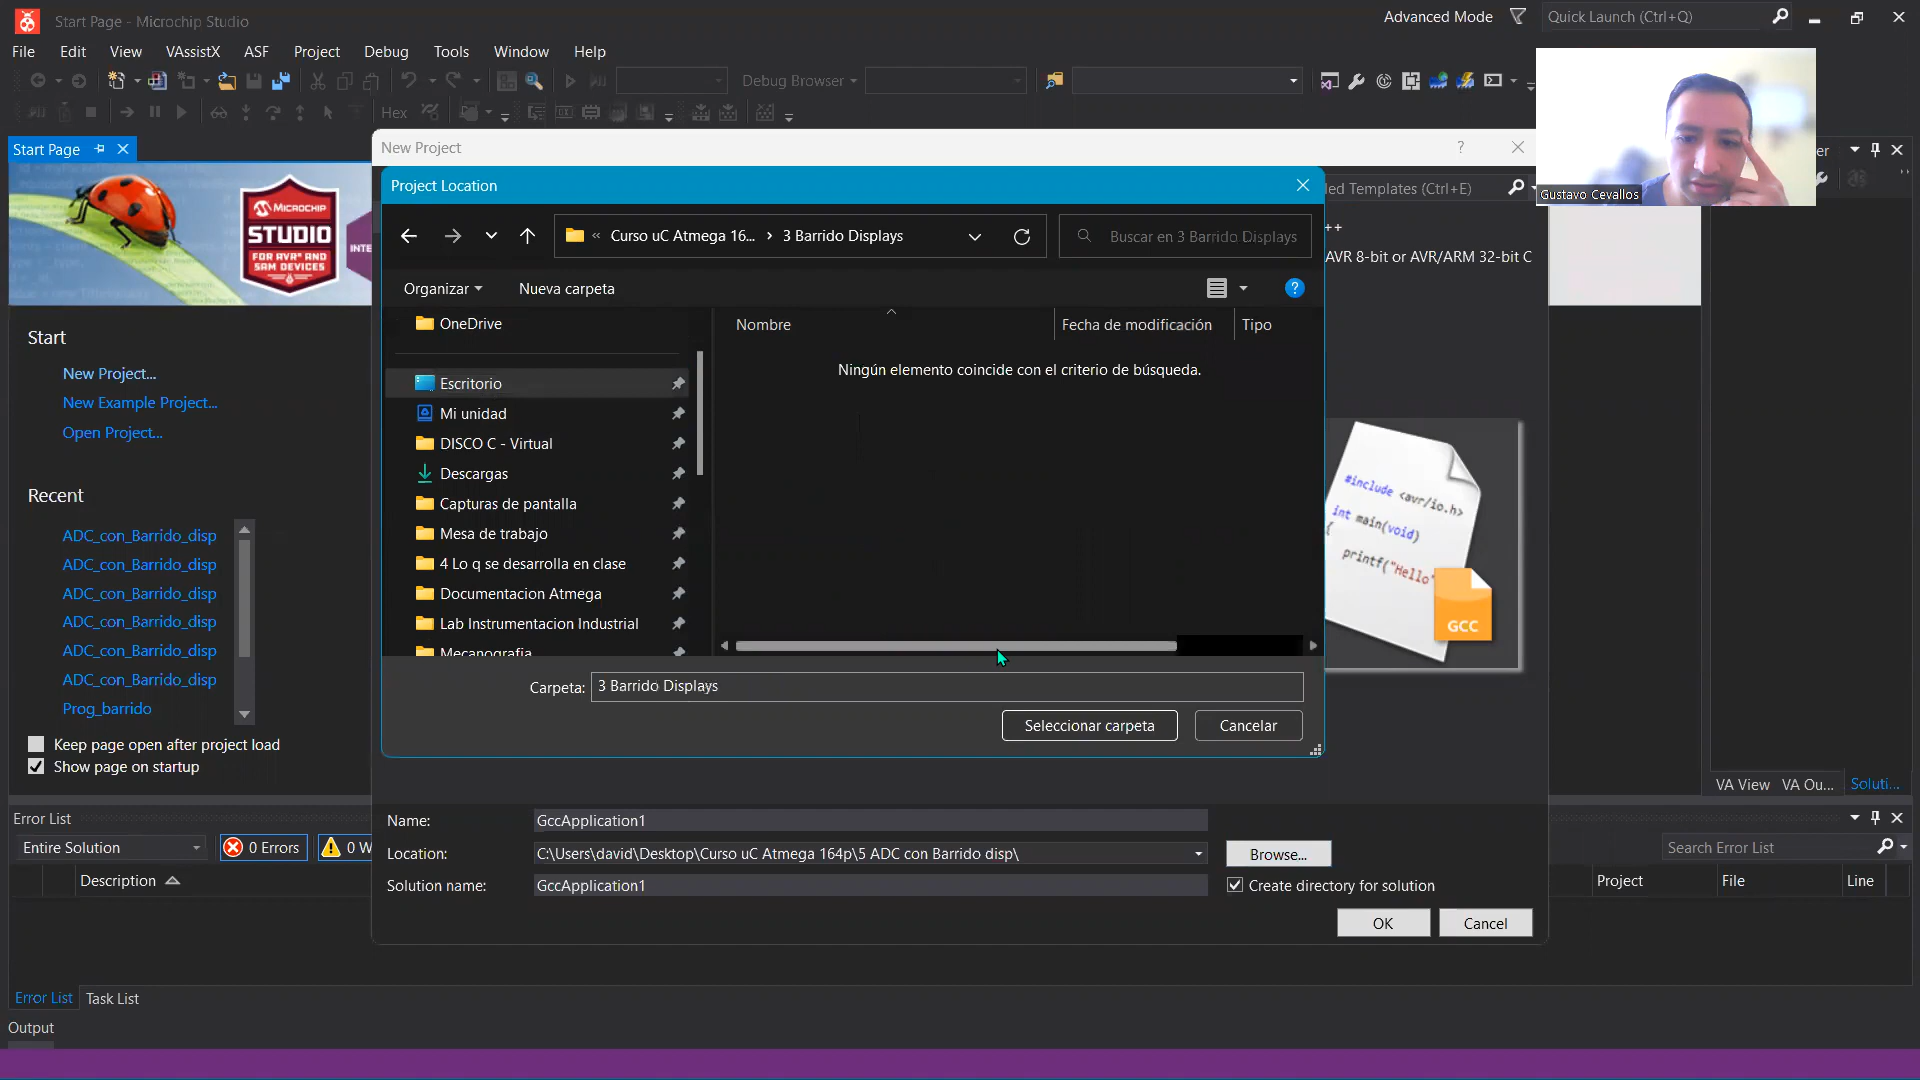 Start Page - Microchip Studio
Advanced Mode
Quick Launch (Ctrl+Q)
File Edit View VAssistX ASF Project Debug Tools Window Help
Debug Browser
Hex
Start Page
New Project
?
er
Gustavo Cevallos
Project Location
led Templates (Ctrl+E)
MICROCHIP
STUDIO
FOR AVR® AND
SAM DEVICES
INTE
« Curso uC Atmega 16... > 3 Barrido Displays
Buscar en 3 Barrido Displays
++
AVR 8-bit or AVR/ARM 32-bit C
Organizar
Nueva carpeta
?
OneDrive
Nombre
Fecha de modificación
Tipo
Ningún elemento coincide con el criterio de búsqueda.
Escritorio
Mi unidad
DISCO C - Virtual
Descargas
Capturas de pantalla
Mesa de trabajo
4 Lo q se desarrolla en clase
Documentacion Atmega
Lab Instrumentacion Industrial
Mecanografia
Start
New Project...
New Example Project...
Open Project...
Recent
ADC_con_Barrido_disp
ADC_con_Barrido_disp
ADC_con_Barrido_disp
ADC_con_Barrido_disp
ADC_con_Barrido_disp
ADC_con_Barrido_disp
Prog_barrido
Keep page open after project load
Show page on startup
#include <avr/io.h>
int main(void)
{
printf("Hello"
GCC
Carpeta: 3 Barrido Displays
Seleccionar carpeta
Cancelar
VA View VA Ou... Soluti...
Name: GccApplication1
Location: C:\Users\david\Desktop\Curso uC Atmega 164p\5 ADC con Barrido disp\
Browse...
Solution name: GccApplication1
Create directory for solution
OK
Cancel
Error List
Entire Solution
0 Errors
0 W
Search Error List
Description
Project
File
Line
Error List
Task List
Output